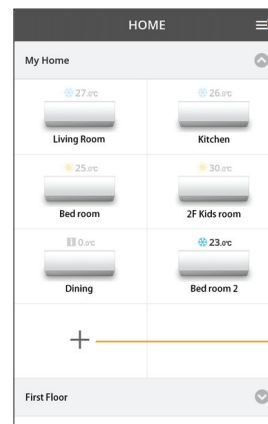 HOME
My Home
27.0℃
26.0℃
Living Room
Kitchen
25.0℃
30.0℃
Bed room
2F Kids room
0.0℃
23.0℃
Dining
Bed room 2
First Floor